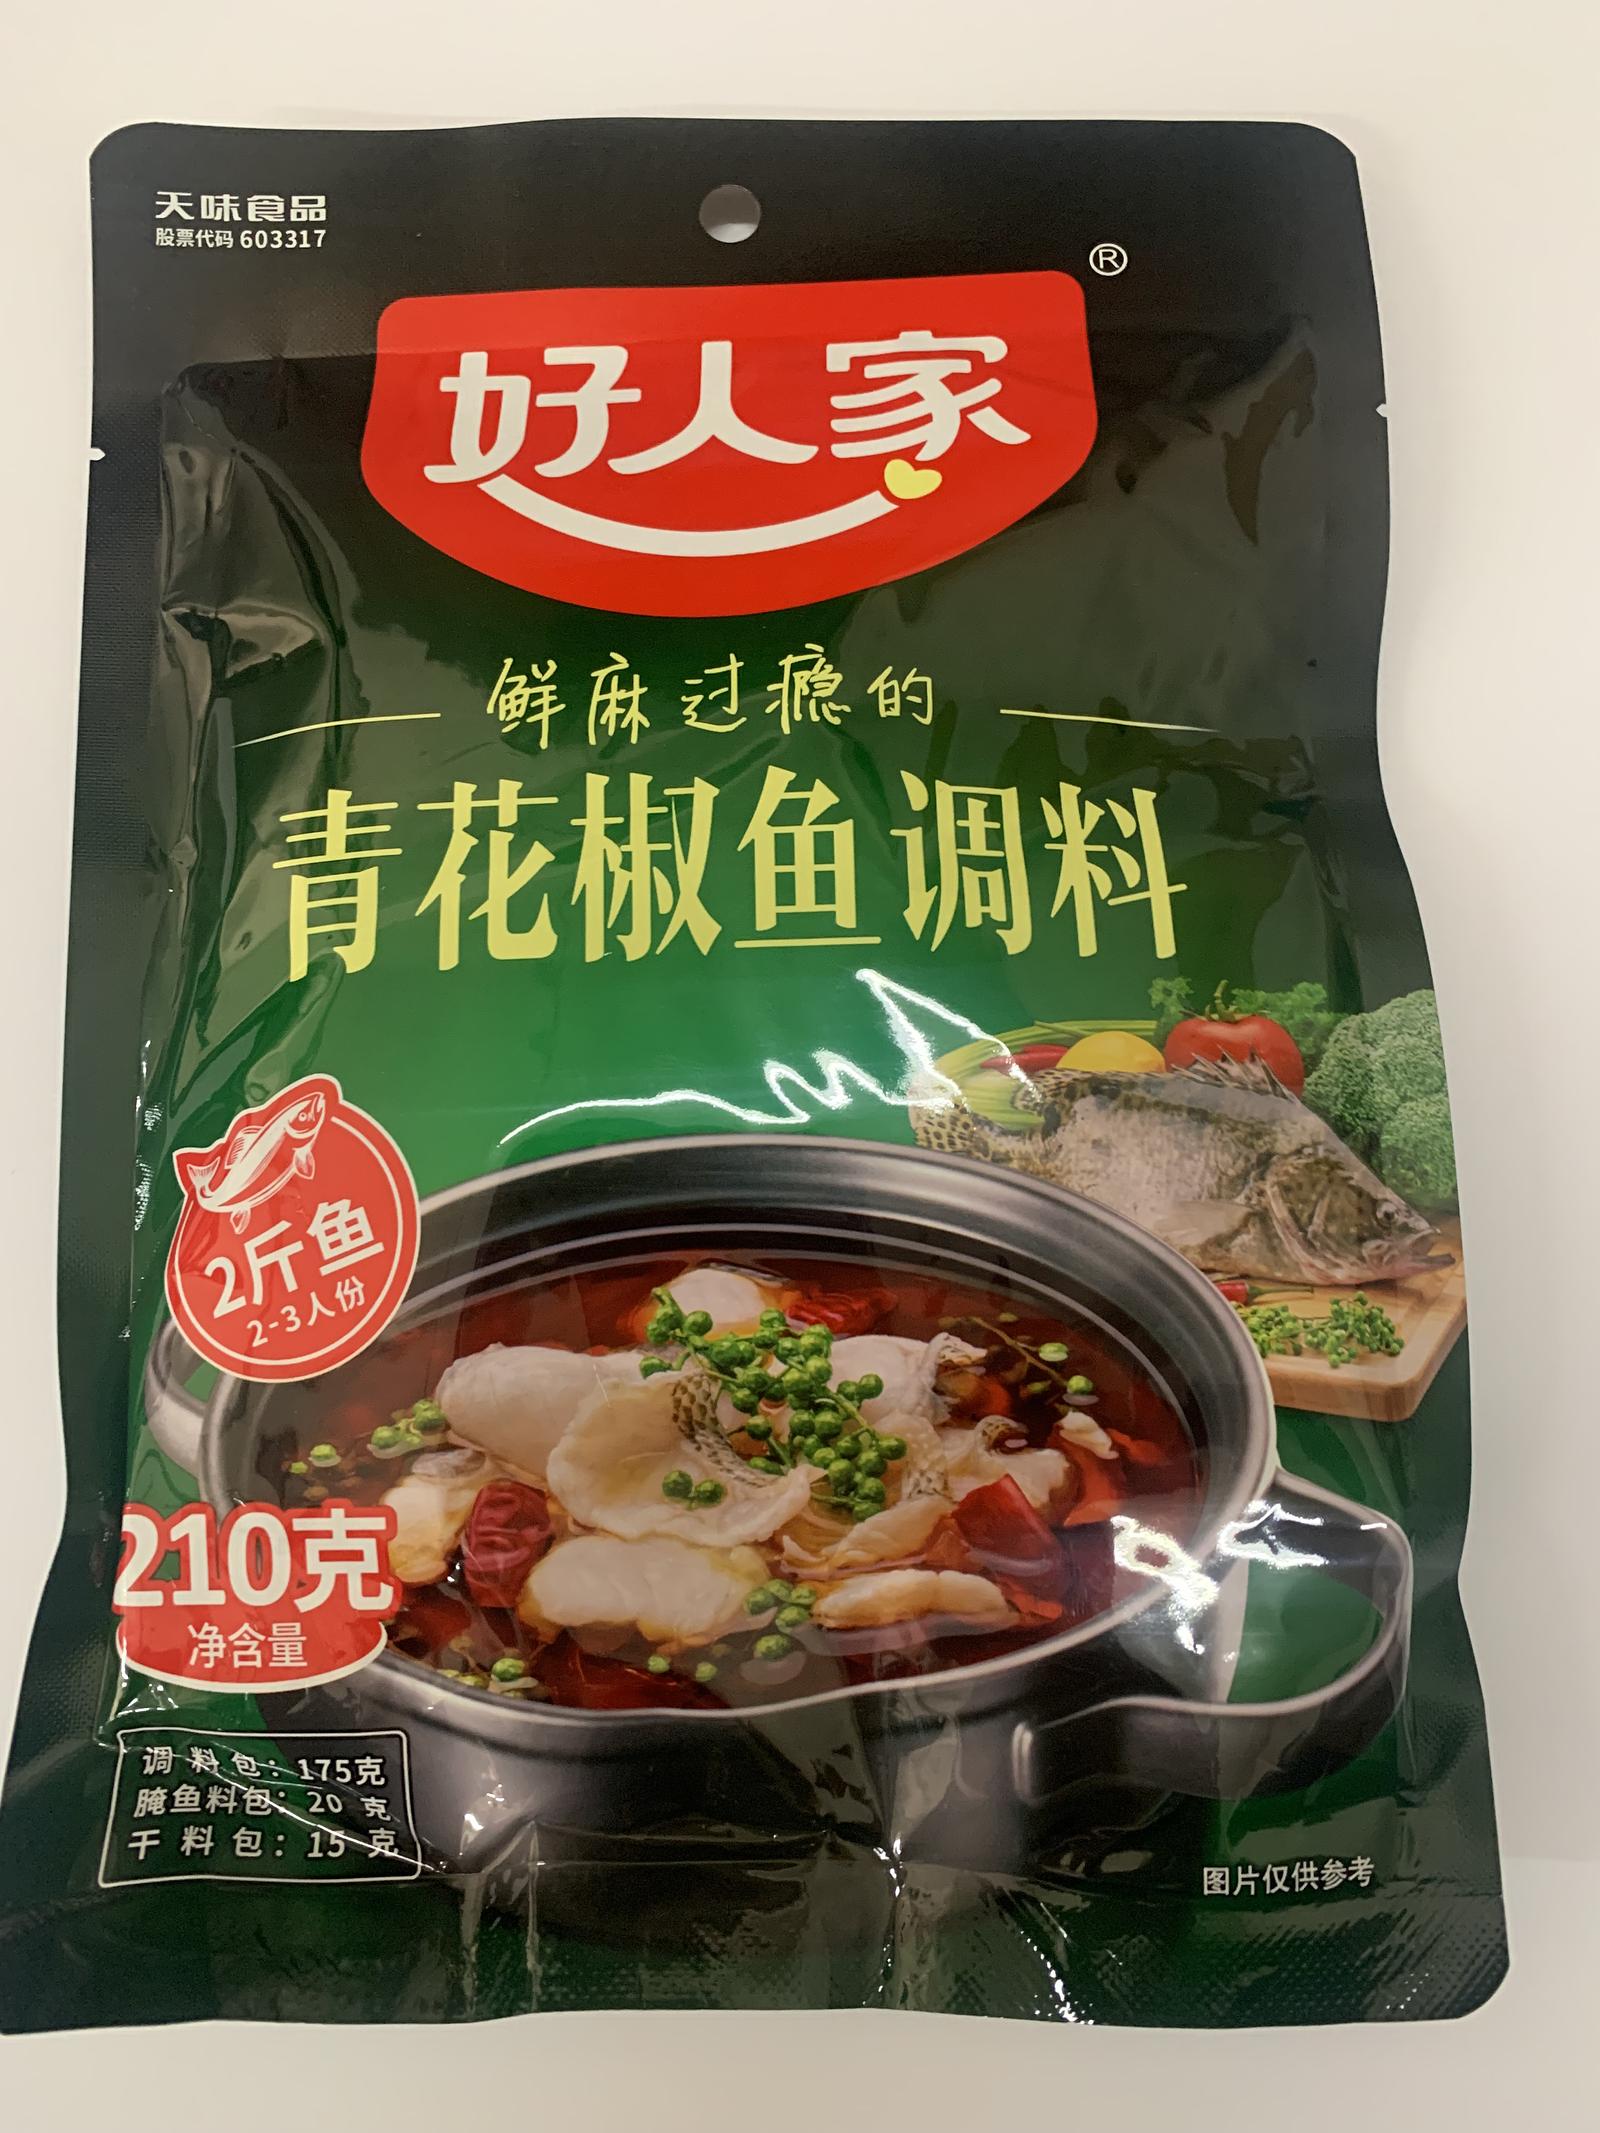 天味食品
股票代码 603317
®
好人家
鲜麻过瘾的
青花椒鱼调料
2斤鱼
2-3人份
210克
净含量
调料包：175克
腌鱼料包：20克
干料包：15克
图片仅供参考